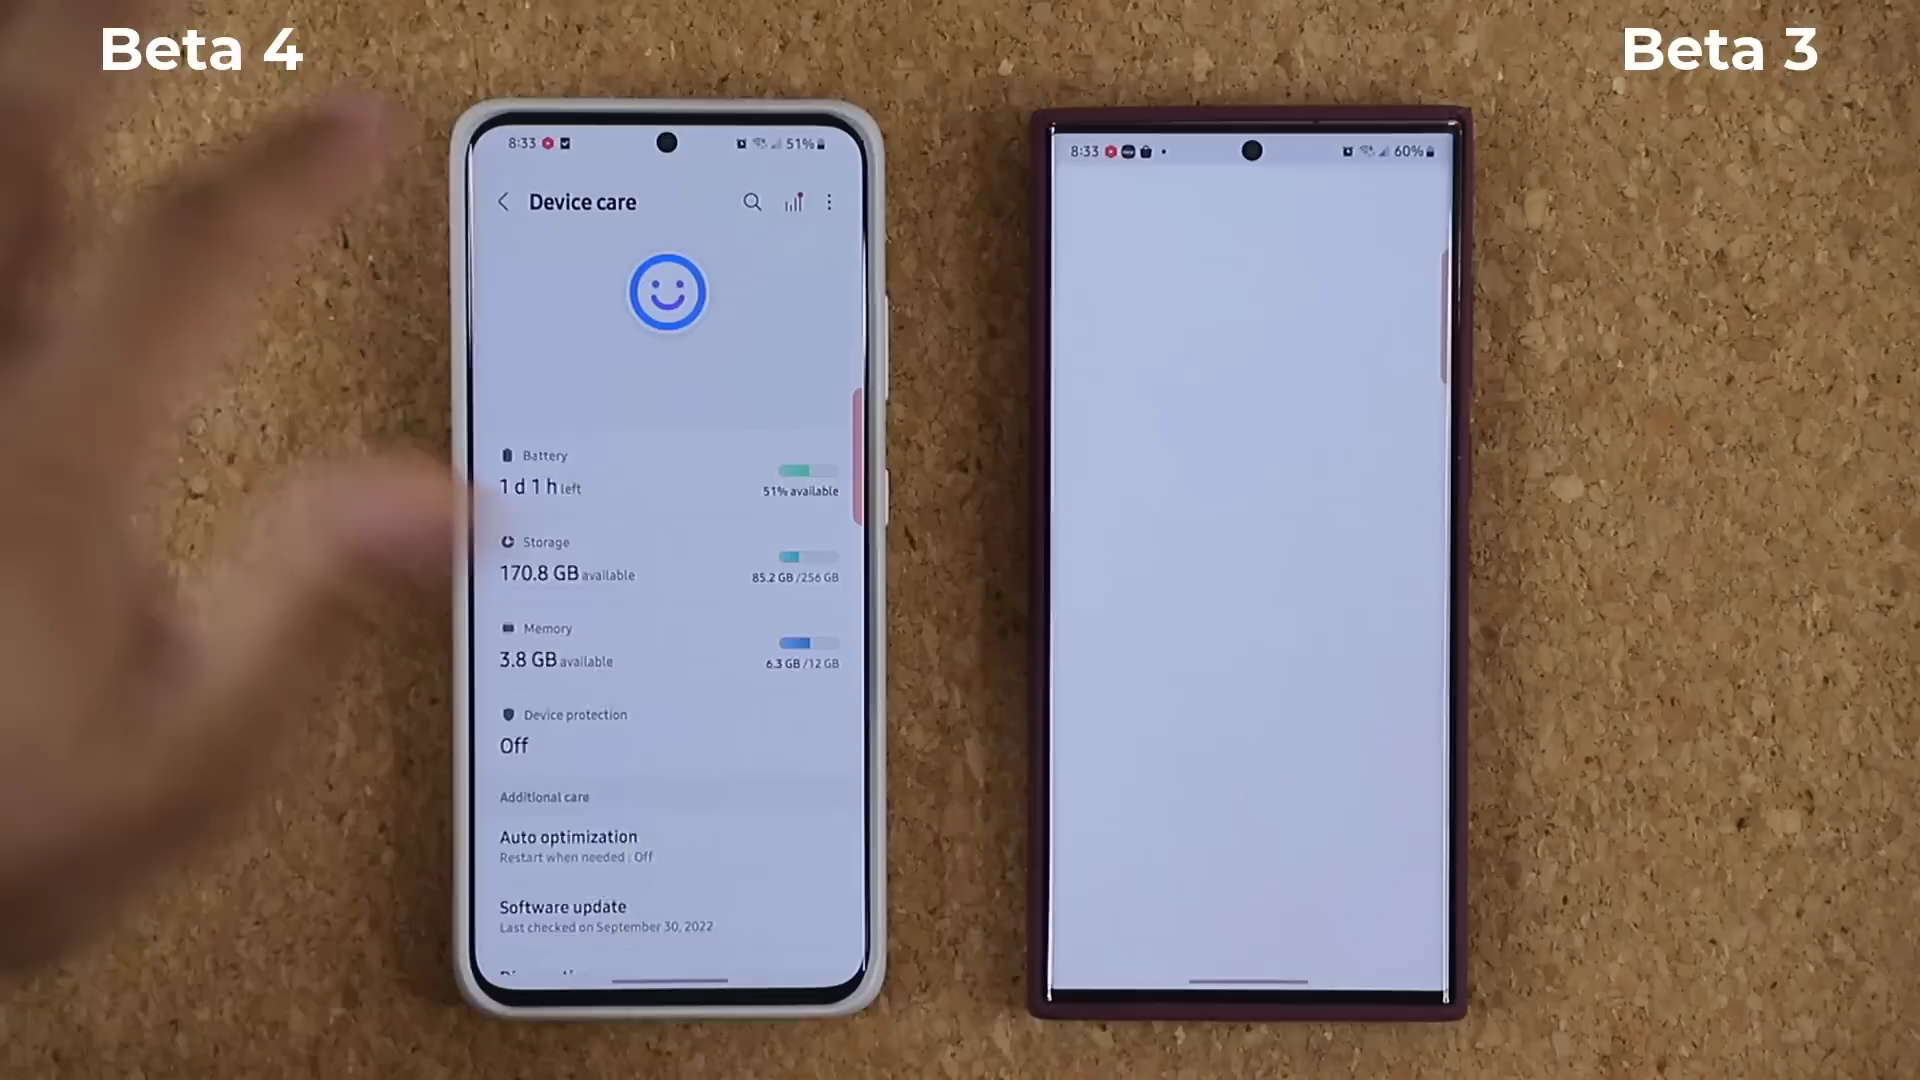 Beta 4
Beta 3
8:33
51%
8:33
60%
Device care
Battery
1 d 1 h left
51% available
Storage
170.8 GB available
85.2 GB /256 GB
Memory
3.8 GB available
6.3 GB /12 GB
Device protection
Off
Additional care
Auto optimization
Restart when needed : Off
Software update
Last checked on September 30, 2022